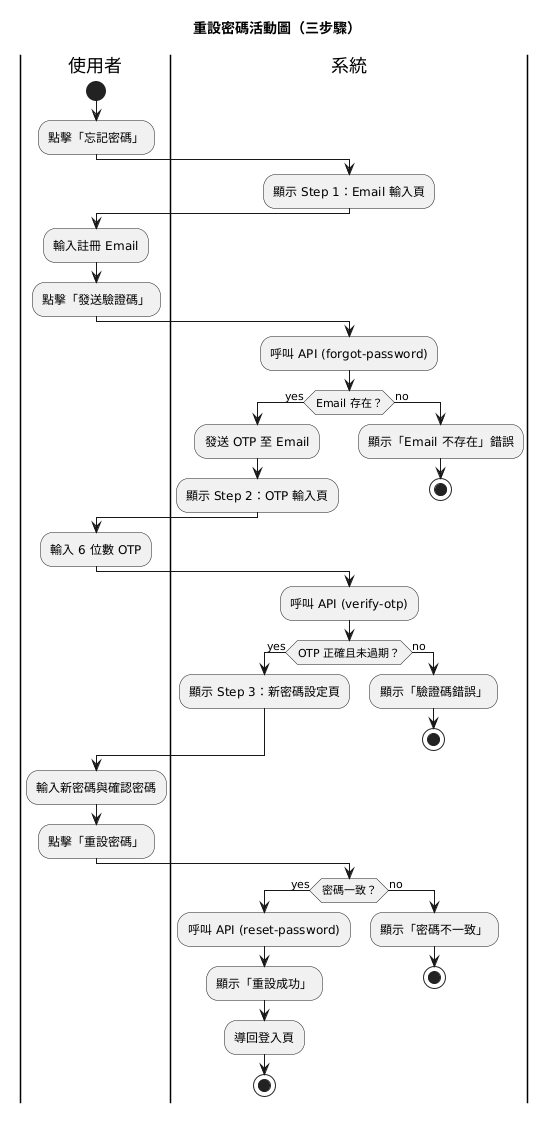 重設密碼活動圖（三步驟）
使用者
系統
點擊「忘記密碼」
顯示 Step 1：Email 輸入頁
輸入註冊 Email
點擊「發送驗證碼」
呼叫 API (forgot-password)
yes
Email 存在？
no
發送 OTP 至 Email
顯示「Email 不存在」錯誤
顯示 Step 2：OTP 輸入頁
輸入 6 位數 OTP
呼叫 API (verify-otp)
yes
OTP 正確且未過期？
no
顯示 Step 3：新密碼設定頁
顯示「驗證碼錯誤」
輸入新密碼與確認密碼
點擊「重設密碼」
yes
密碼一致？
no
呼叫 API (reset-password)
顯示「密碼不一致」
顯示「重設成功」
導回登入頁